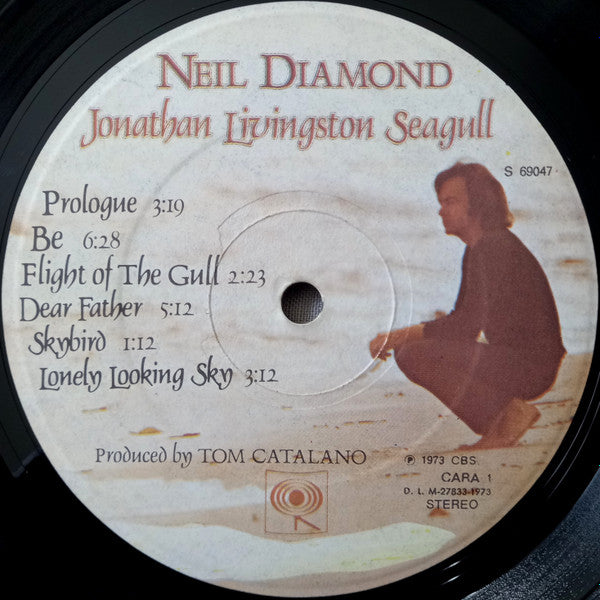 NEIL DIAMOND
Jonathan Livingston Seagull
S 69047
Prologue 3:19
Be 6:28
Flight of The Gull 2:23
Dear Father 5:12
Skybird 1:12
Lonely Looking Sky 3:12
Produced by TOM CATALANO
℗ 1973 CBS
CARA 1
D. L. M-27833-1973
STEREO